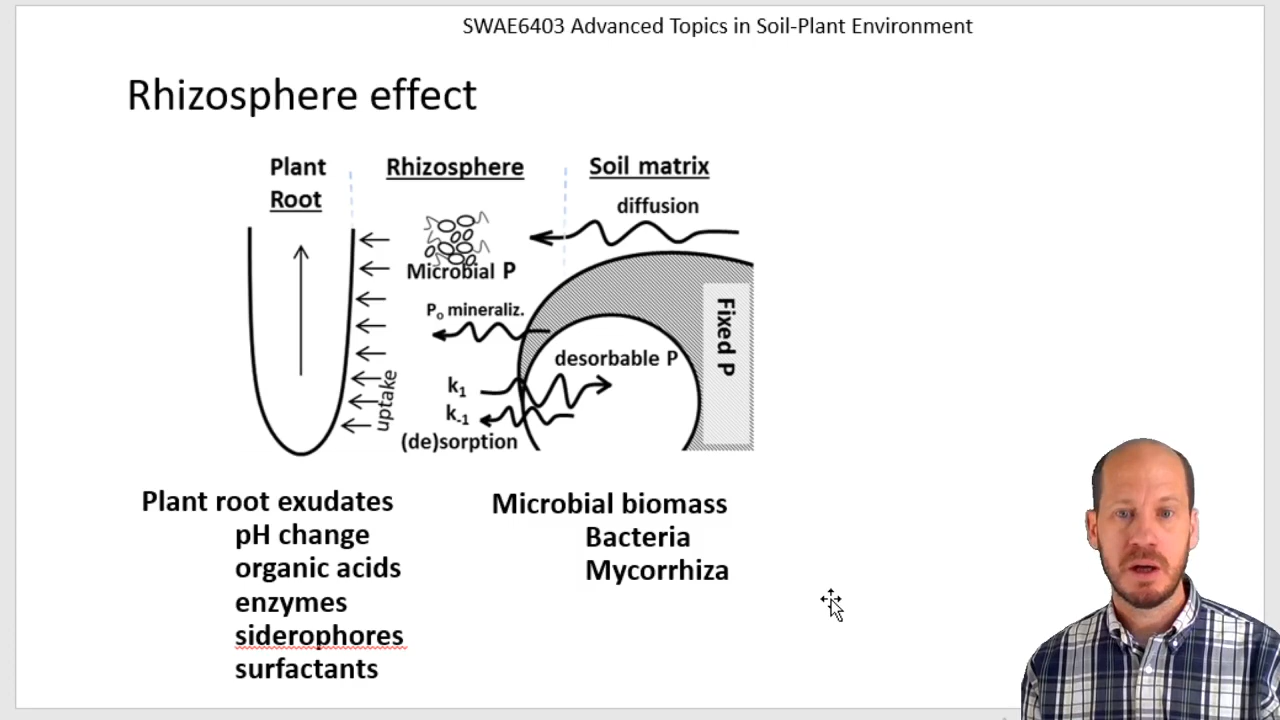 SWAE6403 Advanced Topics in Soil-Plant Environment
Rhizosphere effect
Plant
Root
Rhizosphere
Soil matrix
diffusion
Microbial P
Pₒ mineraliz.
Fixed P
desorbable P
k₁
k₋₁
(de)sorption
uptake
Plant root exudates
pH change
organic acids
enzymes
siderophores
surfactants
Microbial biomass
Bacteria
Mycorrhiza